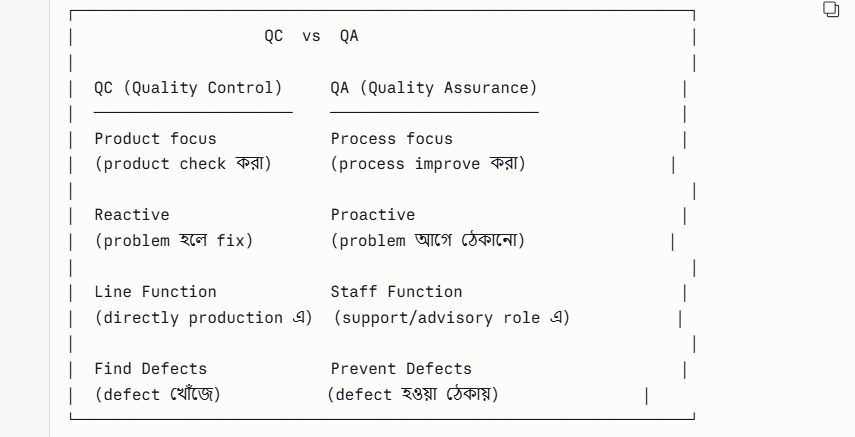 QC vs QA
QC (Quality Control) QA (Quality Assurance)
Product focus Process focus
(product check করা) (process improve করা)
Reactive Proactive
(problem হলে fix) (problem আগে ঠেকানো)
Line Function Staff Function
(directly production এ) (support/advisory role এ)
Find Defects Prevent Defects
(defect খোঁজে) (defect হওয়া ঠেকায়)